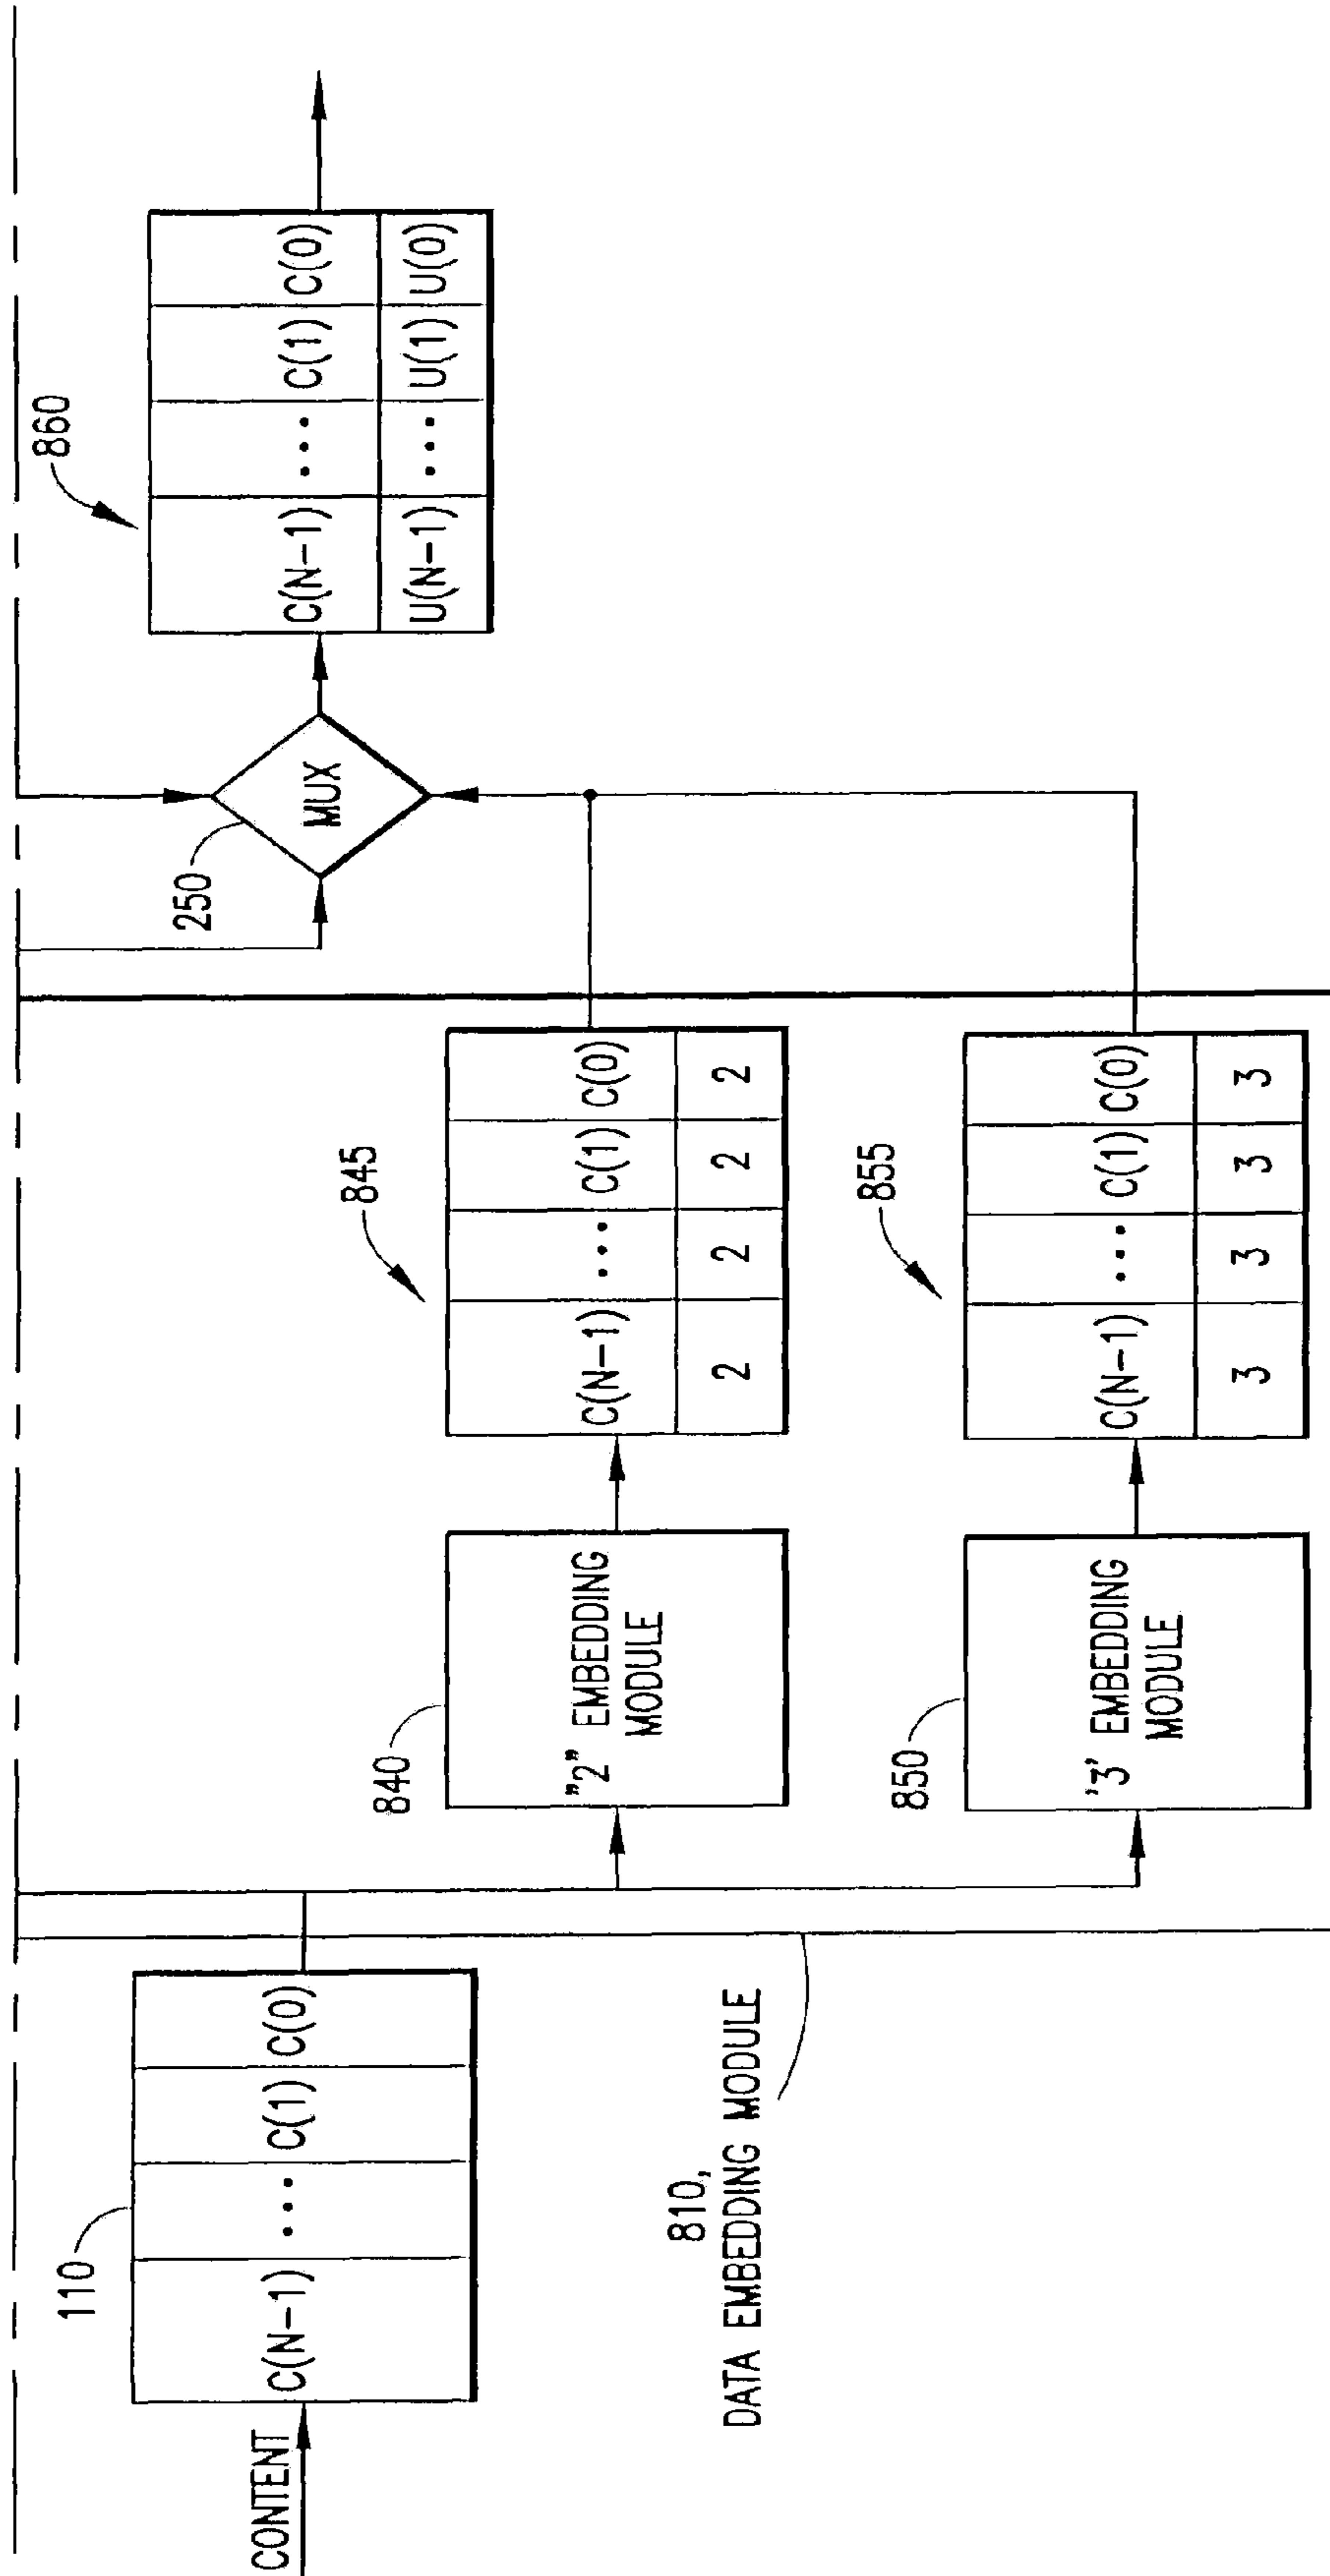 CONTENT
110
C(N-1) ... C(1) C(0)
810,
DATA EMBEDDING MODULE
840
"2" EMBEDDING
MODULE
845
C(N-1) ... C(1) C(0)
2 2 2 2
850
'3' EMBEDDING
MODULE
855
C(N-1) ... C(1) C(0)
3 3 3 3
250
MUX
860
C(N-1) ... C(1) C(0)
U(N-1) ... U(1) U(0)